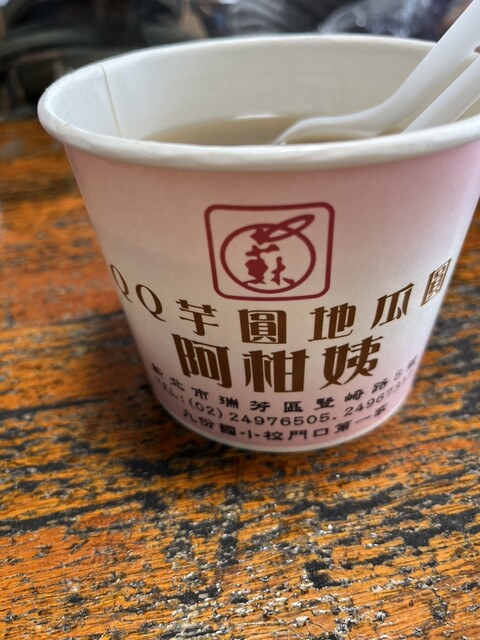 蘇
QQ芋圓地瓜圓
阿柑姨
新北市瑞芳區豎崎路5號
TEL:(02)24976505.249673
九份國小校門口第一家